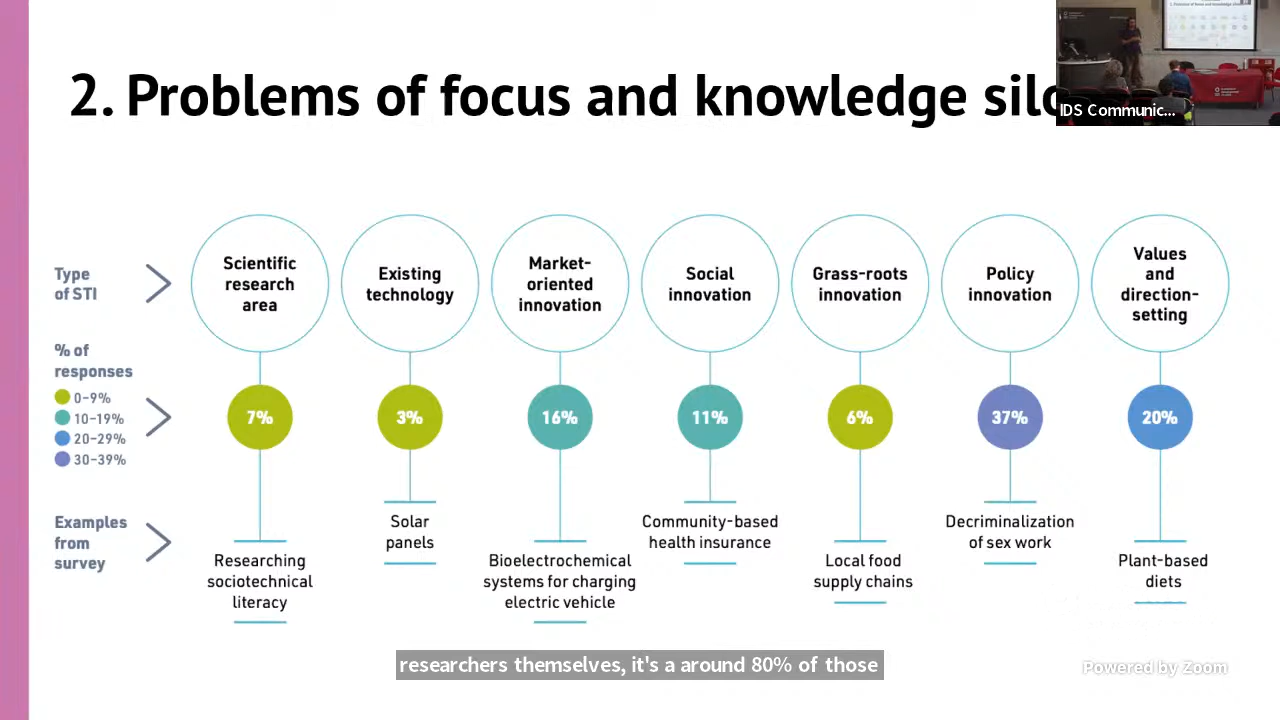 2. Problems of focus and knowledge silo
IDS Communic...
Type
of STI
Scientific
research
area
Existing
technology
Market-
oriented
innovation
Social
innovation
Grass-roots
innovation
Policy
innovation
Values
and
direction-
setting
% of
responses
0–9%
10–19%
20–29%
30–39%
7%
3%
16%
11%
6%
37%
20%
Examples
from
survey
Researching
sociotechnical
literacy
Solar
panels
Bioelectrochemical
systems for charging
electric vehicle
Community-based
health insurance
Local food
supply chains
Decriminalization
of sex work
Plant-based
diets
researchers themselves, it's a around 80% of those
Powered by Zoom